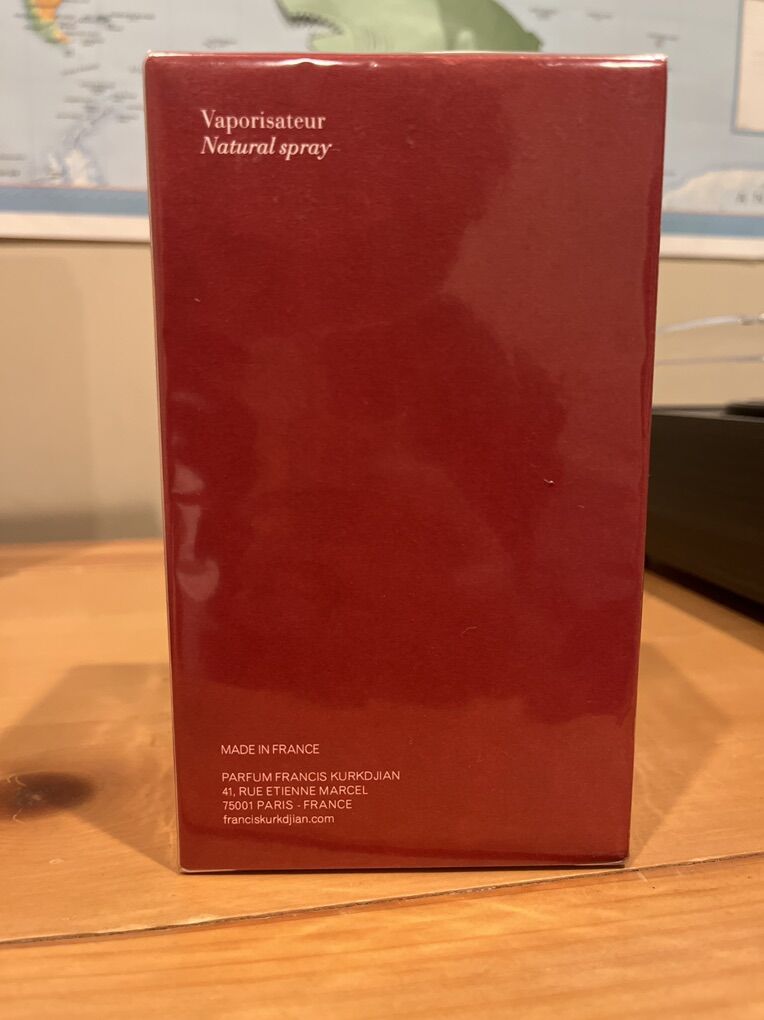 Vaporisateur
Natural spray
MADE IN FRANCE
PARFUM FRANCIS KURKDJIAN
41, RUE ETIENNE MARCEL
75001 PARIS - FRANCE
franciskurkdjian.com